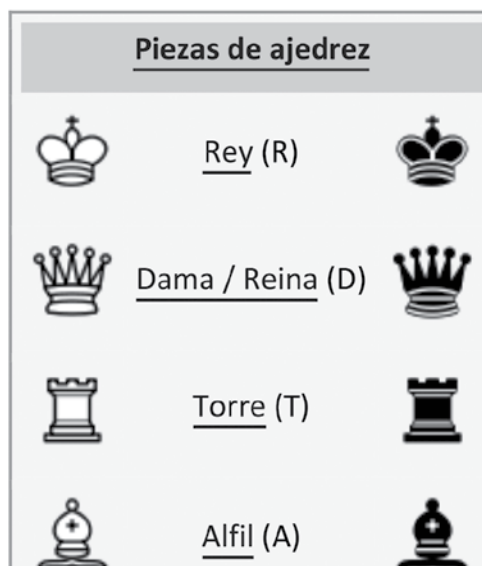 Piezas de ajedrez
Rey (R)
Dama / Reina (D)
Torre (T)
Alfil (A)